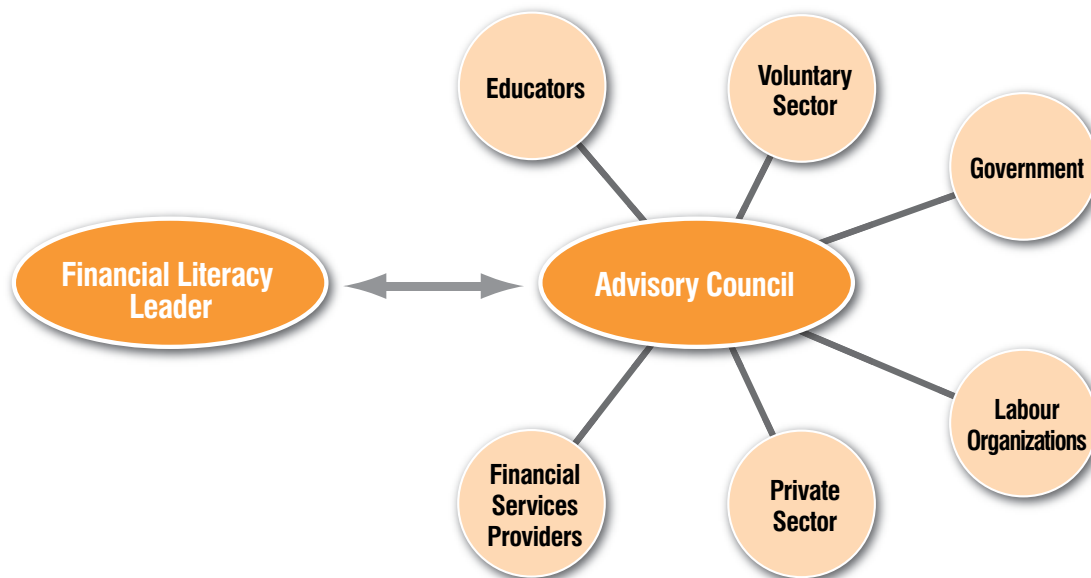 Educators
Voluntary
Sector
Government
Financial Literacy
Leader
Advisory Council
Labour
Organizations
Financial
Services
Providers
Private
Sector